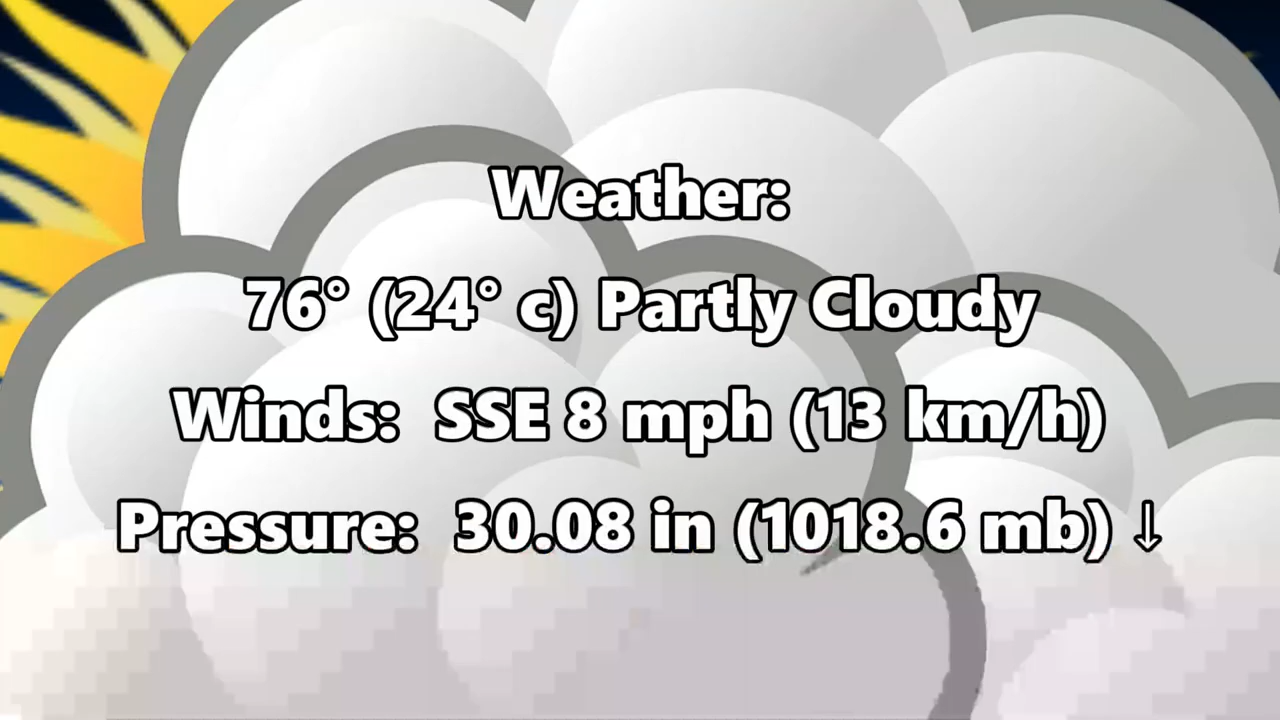 Weather:
76° (24° c) Partly Cloudy
Winds:  SSE 8 mph (13 km/h)
Pressure:  30.08 in (1018.6 mb) ↓